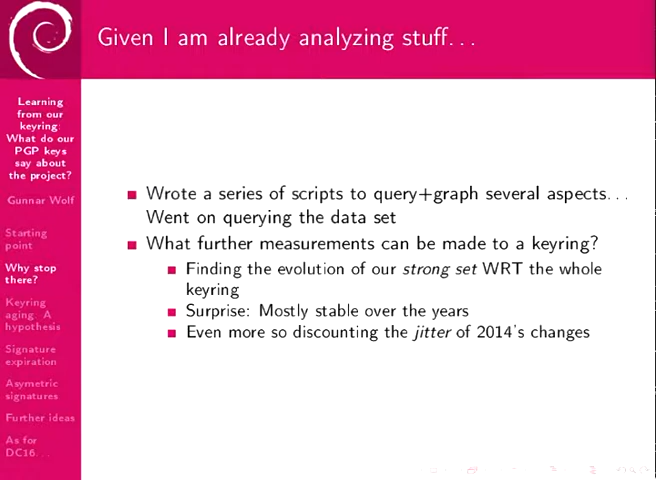 Given I am already analyzing stuff...
Learning
from our
keyring:
What do our
PGP keys
say about
the project?
Gunnar Wolf
Starting
point
Why stop
there?
Keyring
aging: A
hypothesis
Signature
expiration
Asymetric
signatures
Further ideas
As for
DC16...
Wrote a series of scripts to query+graph several aspects...
Went on querying the data set
What further measurements can be made to a keyring?
Finding the evolution of our strong set WRT the whole
keyring
Surprise: Mostly stable over the years
Even more so discounting the jitter of 2014's changes